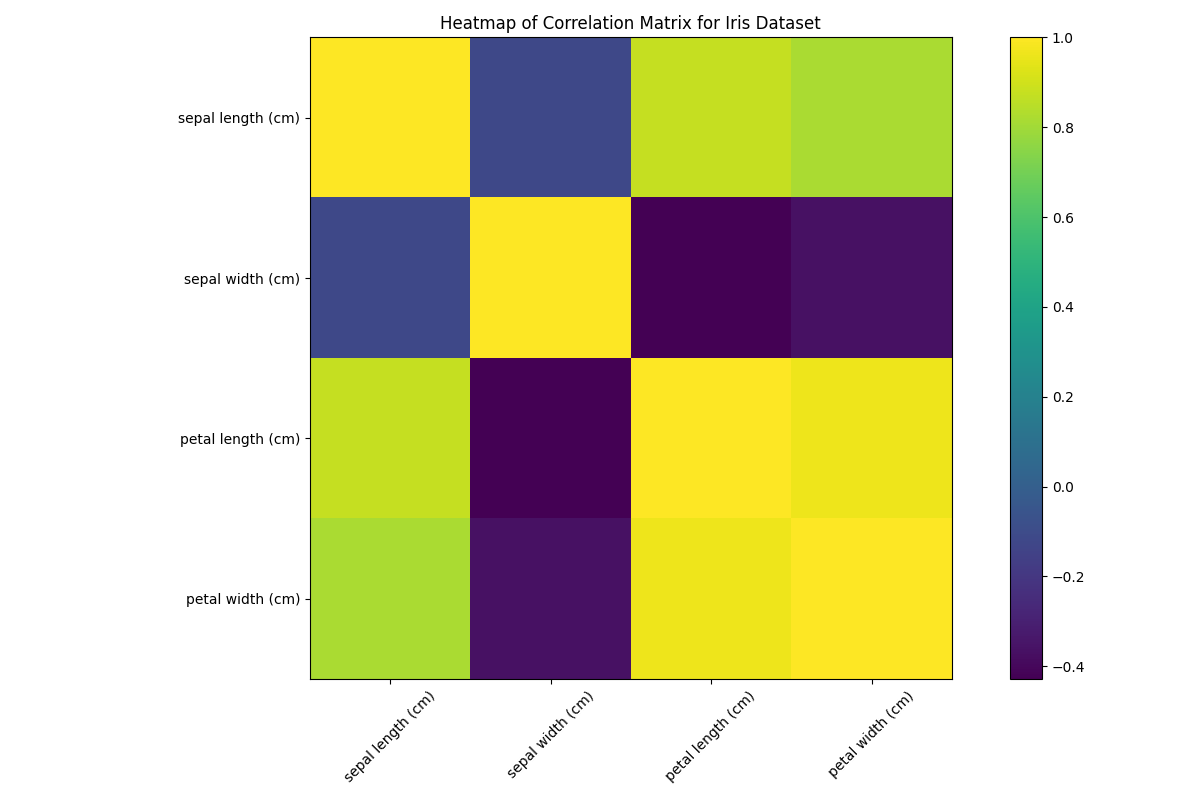 Heatmap of Correlation Matrix for Iris Dataset
sepal length (cm)
sepal width (cm)
petal length (cm)
petal width (cm)
sepal length (cm)
sepal width (cm)
petal length (cm)
petal width (cm)
1.0
0.8
0.6
0.4
0.2
0.0
−0.2
−0.4